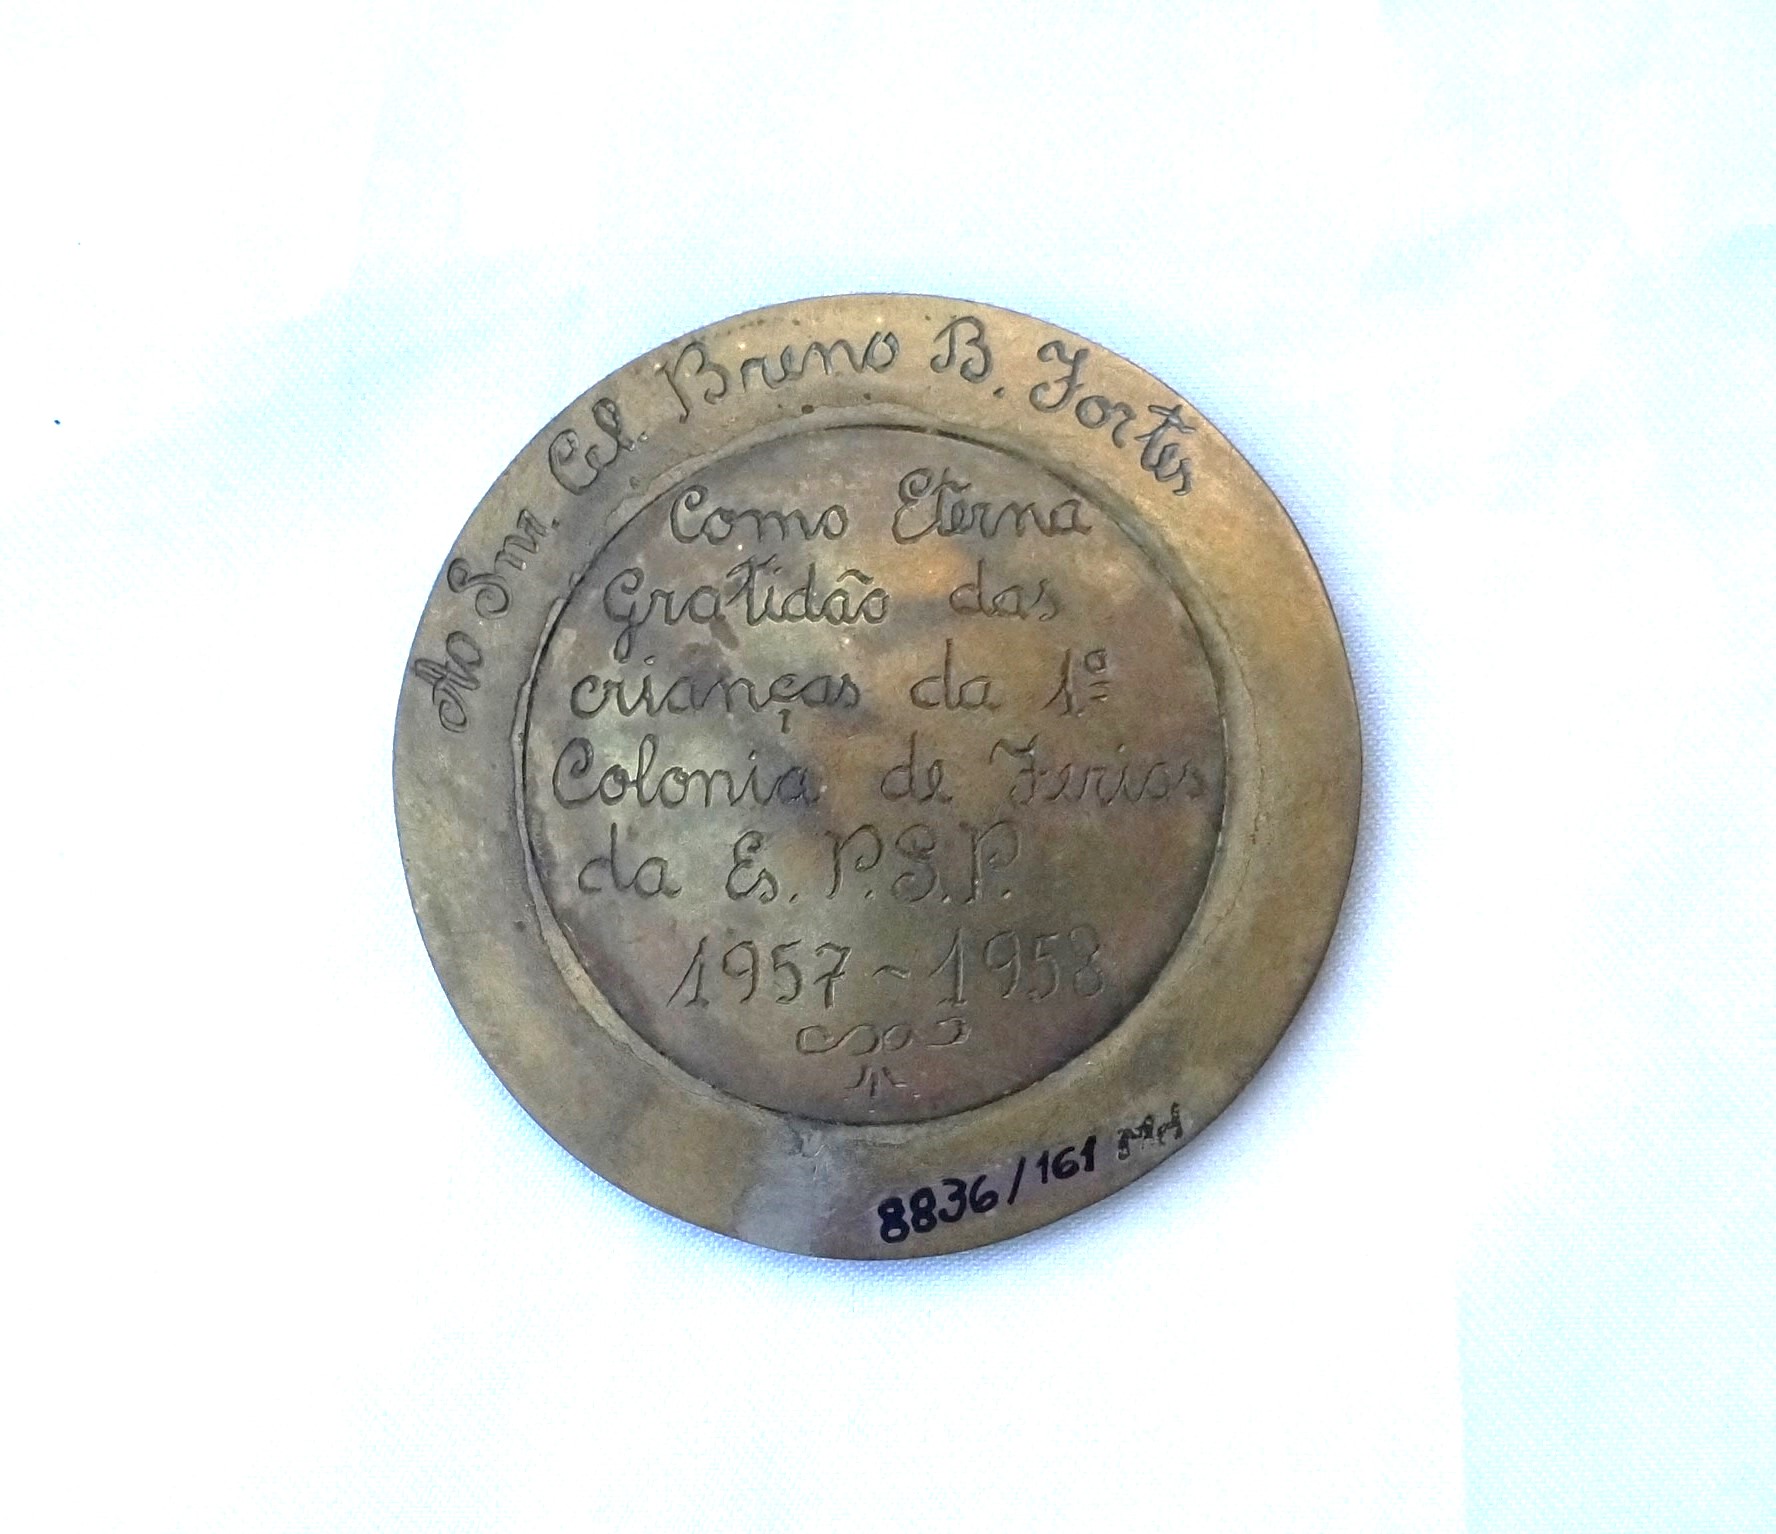 Ao Snr. Cel. Breno B. Fortes
Como Eterna
Gratidão das
crianças da 1ª
Colonia de Ferias
da Es. P.S.P.
1957 ~ 1958
8836/161